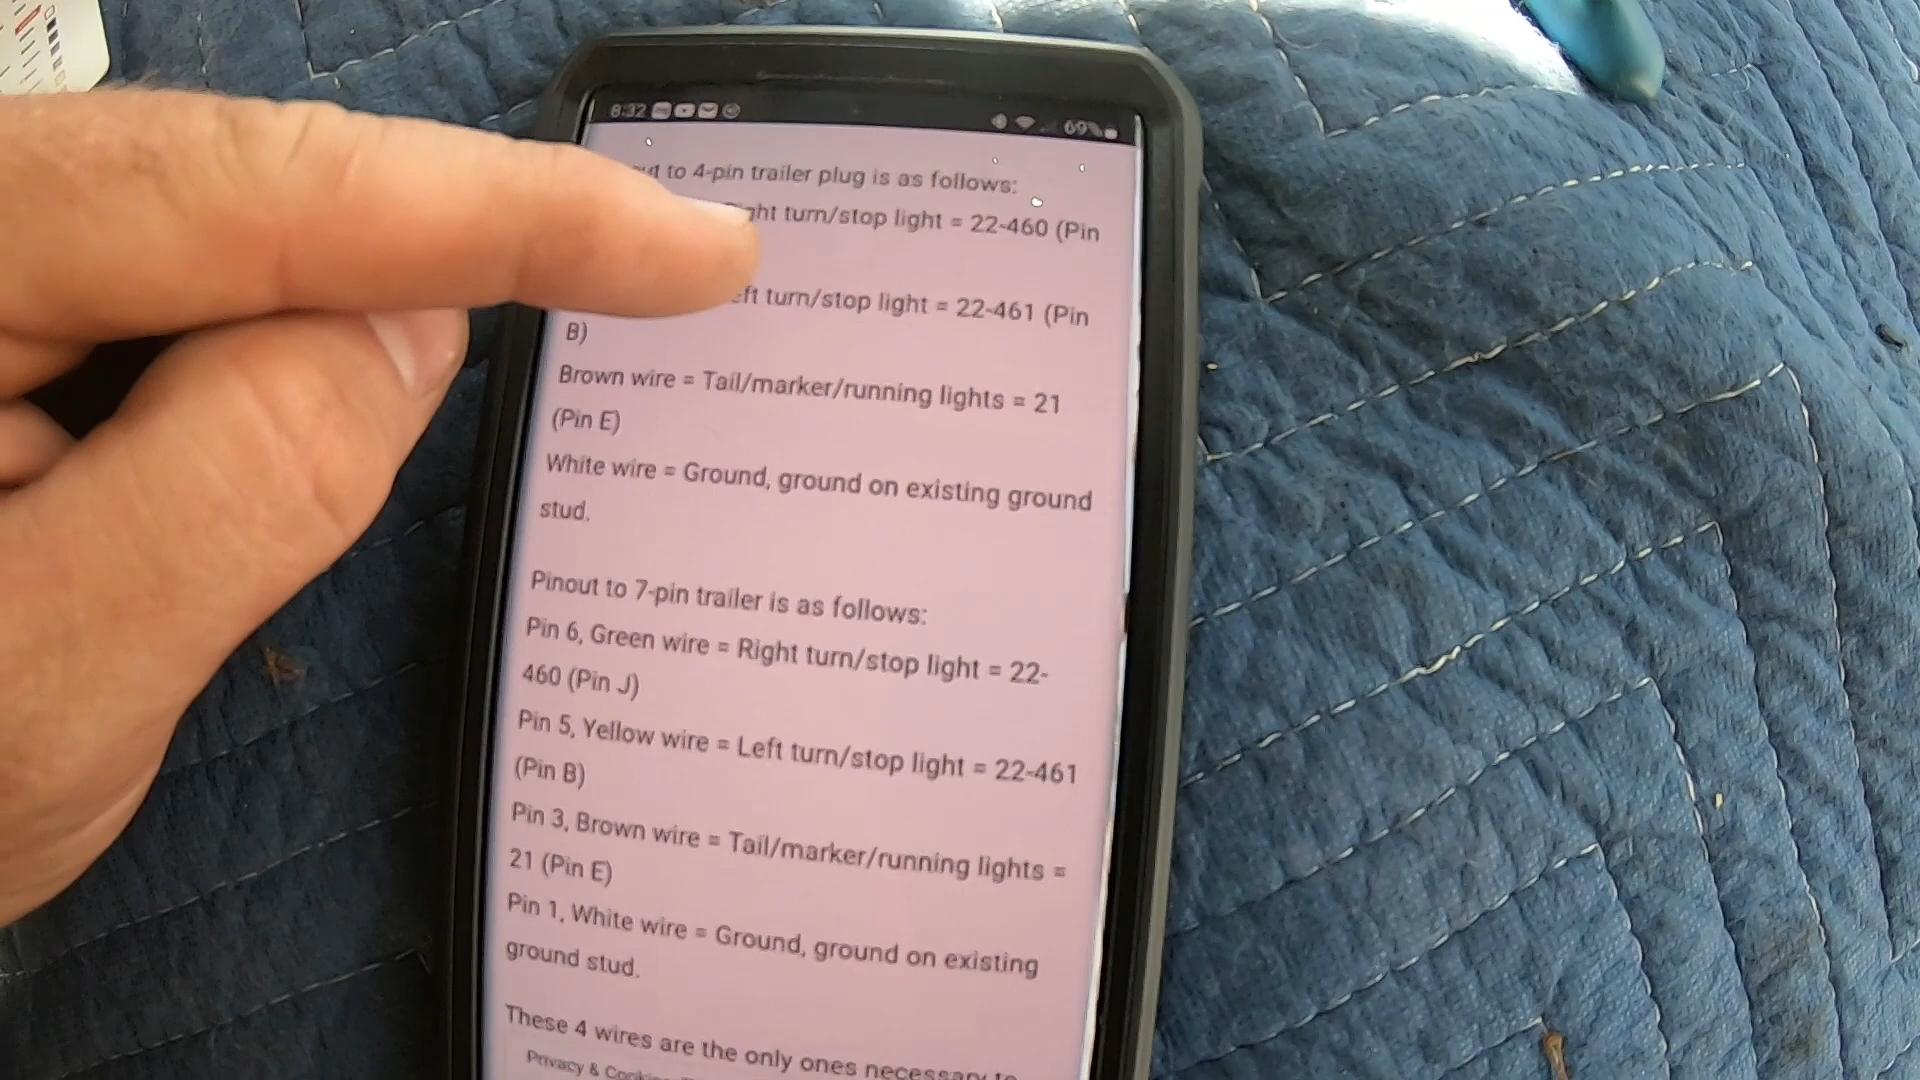 8:32 69%
to 4-pin trailer plug is as follows:
turn/stop light = 22-460 (Pin
turn/stop light = 22-461 (Pin
B)
Brown wire = Tail/marker/running lights = 21
(Pin E)
White wire = Ground, ground on existing ground
stud.
Pinout to 7-pin trailer is as follows:
Pin 6, Green wire = Right turn/stop light = 22-
460 (Pin J)
Pin 5, Yellow wire = Left turn/stop light = 22-461
(Pin B)
Pin 3, Brown wire = Tail/marker/running lights =
21 (Pin E)
Pin 1, White wire = Ground, ground on existing
ground stud.
These 4 wires are the only ones necessary to
Privacy &